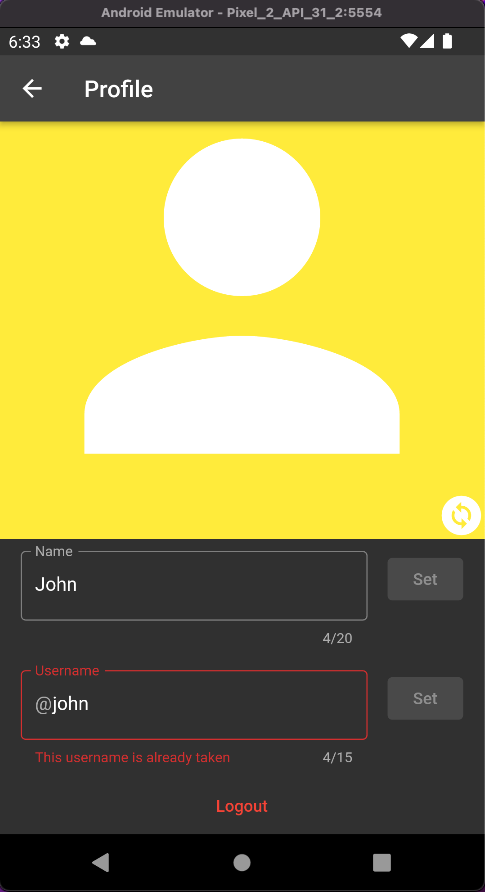 Android Emulator - Pixel_2_API_31_2:5554
6:33
Profile
Name
John
Set
4/20
Username
@john
Set
This username is already taken 4/15
Logout